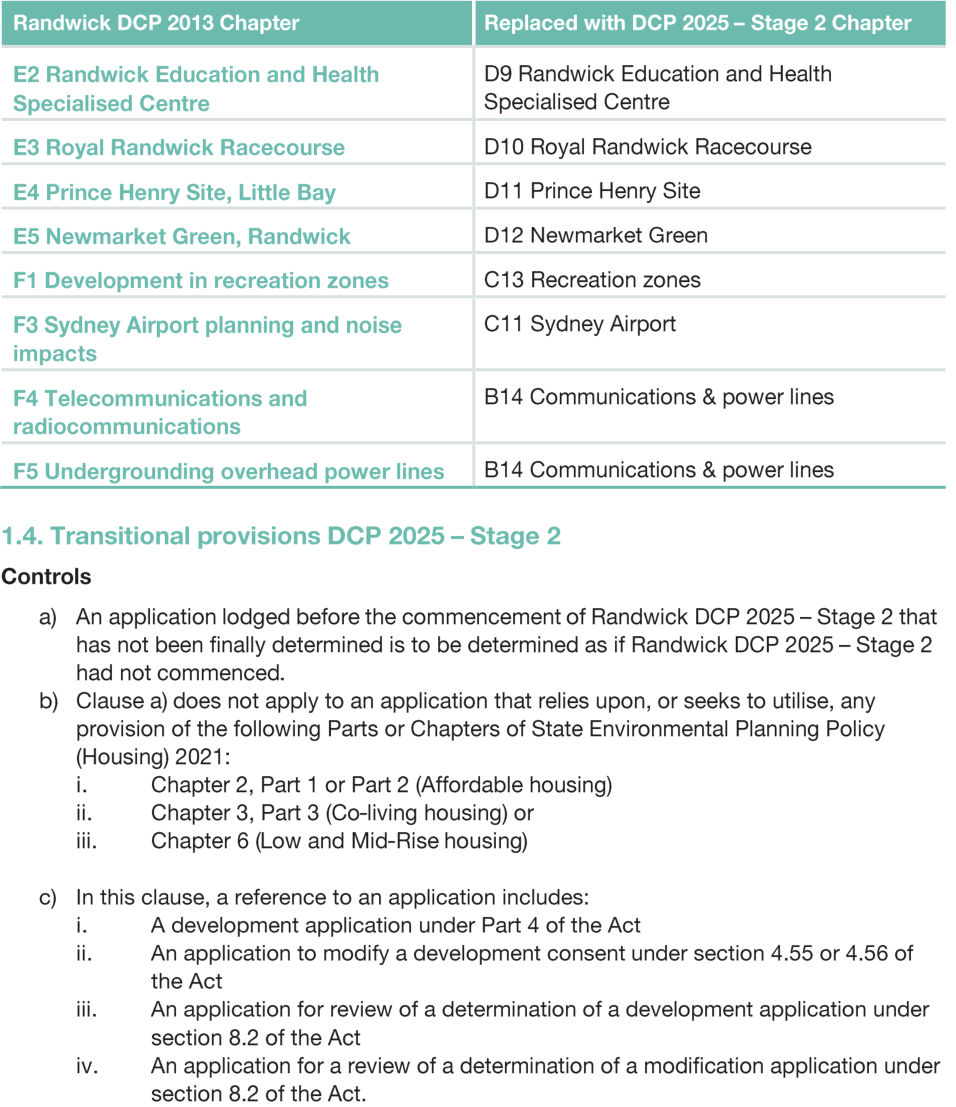 Randwick DCP 2013 Chapter
Replaced with DCP 2025 – Stage 2 Chapter
E2 Randwick Education and Health
Specialised Centre
D9 Randwick Education and Health
Specialised Centre
E3 Royal Randwick Racecourse
D10 Royal Randwick Racecourse
E4 Prince Henry Site, Little Bay
D11 Prince Henry Site
E5 Newmarket Green, Randwick
D12 Newmarket Green
F1 Development in recreation zones
C13 Recreation zones
F3 Sydney Airport planning and noise
impacts
C11 Sydney Airport
F4 Telecommunications and
radiocommunications
B14 Communications & power lines
F5 Undergrounding overhead power lines
B14 Communications & power lines
1.4. Transitional provisions DCP 2025 – Stage 2
Controls
a) An application lodged before the commencement of Randwick DCP 2025 – Stage 2 that
has not been finally determined is to be determined as if Randwick DCP 2025 – Stage 2
had not commenced.
b) Clause a) does not apply to an application that relies upon, or seeks to utilise, any
provision of the following Parts or Chapters of State Environmental Planning Policy
(Housing) 2021:
i. Chapter 2, Part 1 or Part 2 (Affordable housing)
ii. Chapter 3, Part 3 (Co-living housing) or
iii. Chapter 6 (Low and Mid-Rise housing)
c) In this clause, a reference to an application includes:
i. A development application under Part 4 of the Act
ii. An application to modify a development consent under section 4.55 or 4.56 of
the Act
iii. An application for review of a determination of a development application under
section 8.2 of the Act
iv. An application for a review of a determination of a modification application under
section 8.2 of the Act.